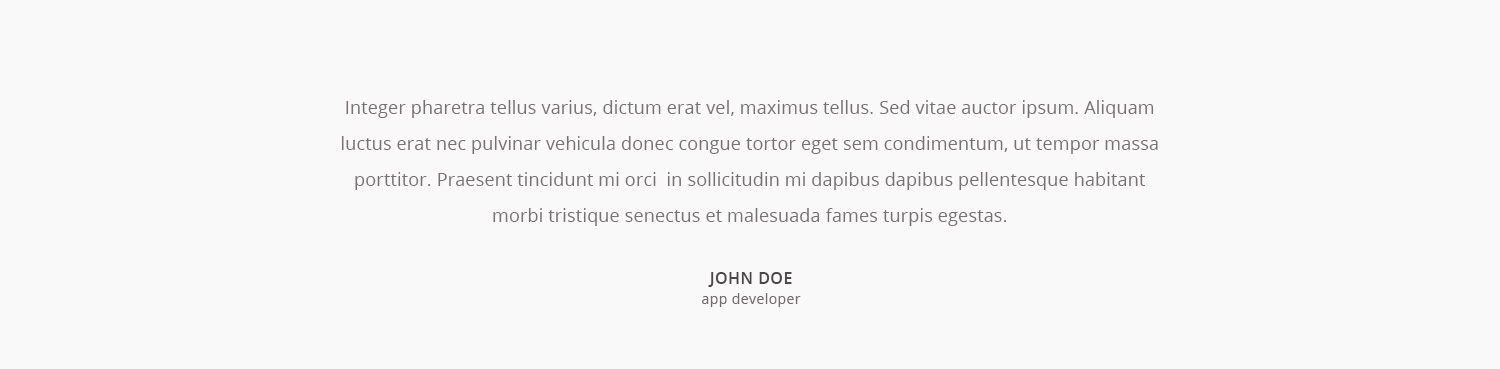 Integer pharetra tellus varius, dictum erat vel, maximus tellus. Sed vitae auctor ipsum. Aliquam
luctus erat nec pulvinar vehicula donec congue tortor eget sem condimentum, ut tempor massa
porttitor. Praesent tincidunt mi orci  in sollicitudin mi dapibus dapibus pellentesque habitant
morbi tristique senectus et malesuada fames turpis egestas.
JOHN DOE
app developer